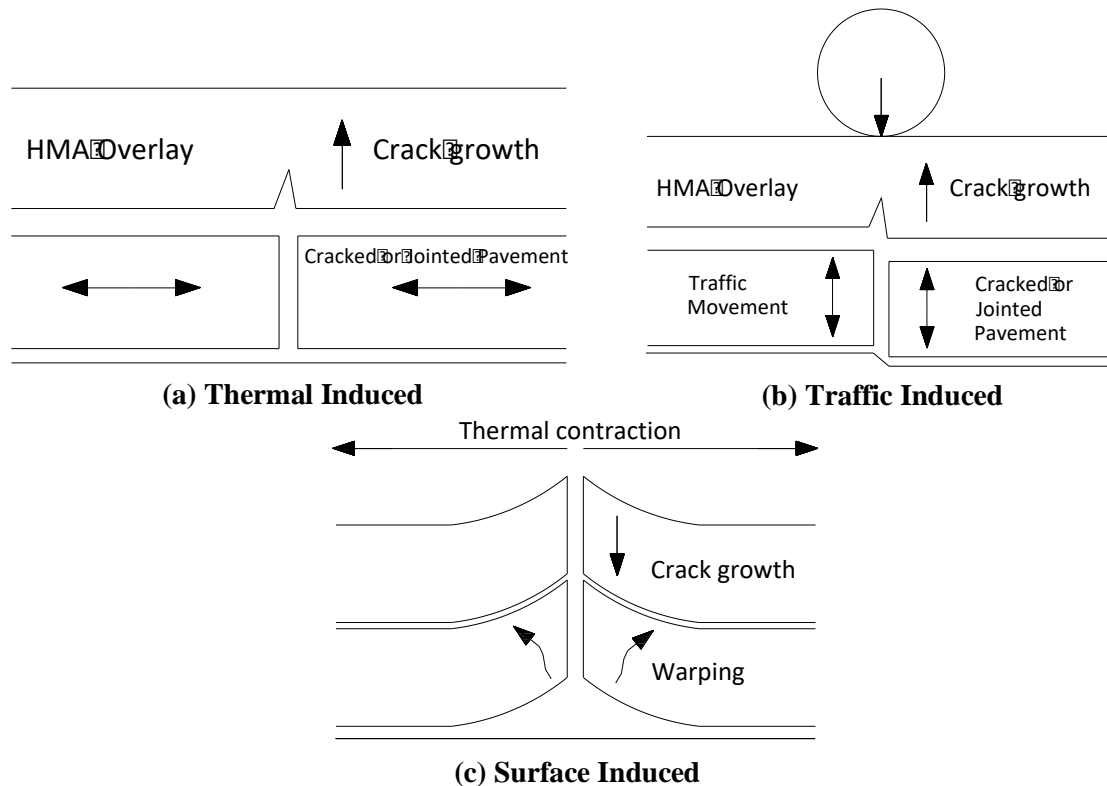 HMA Overlay
Crack growth
Cracked or Jointed Pavement
(a) Thermal Induced
HMA Overlay
Crack growth
Traffic
Movement
Cracked or
Jointed
Pavement
(b) Traffic Induced
Thermal contraction
Crack growth
Warping
(c) Surface Induced